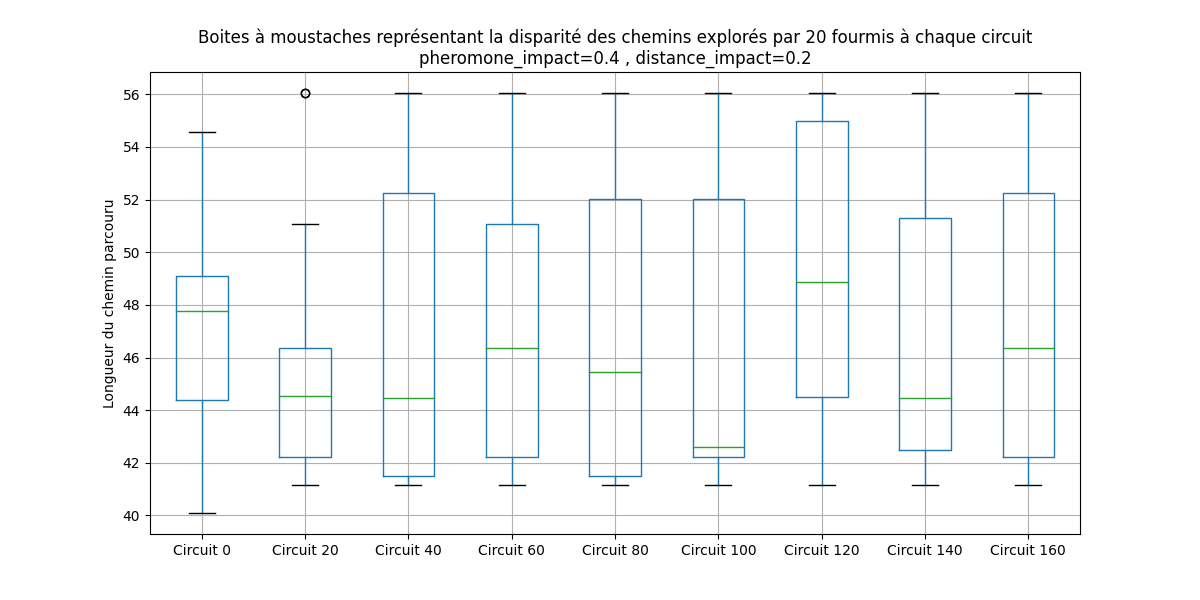 Boites à moustaches représentant la disparité des chemins explorés par 20 fourmis à chaque circuit
pheromone_impact=0.4 , distance_impact=0.2
Longueur du chemin parcouru
56
54
52
50
48
46
44
42
40
Circuit 0
Circuit 20
Circuit 40
Circuit 60
Circuit 80
Circuit 100
Circuit 120
Circuit 140
Circuit 160